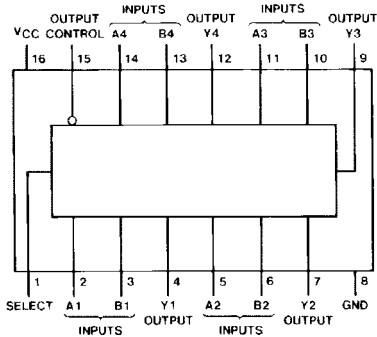 INPUTS INPUTS
OUTPUT OUTPUT OUTPUT
VCC CONTROL A4 B4 Y4 A3 B3 Y3
16 15 14 13 12 11 10 9
1 2 3 4 5 6 7 8
SELECT A1 B1 Y1 A2 B2 Y2 GND
INPUTS OUTPUT INPUTS OUTPUT